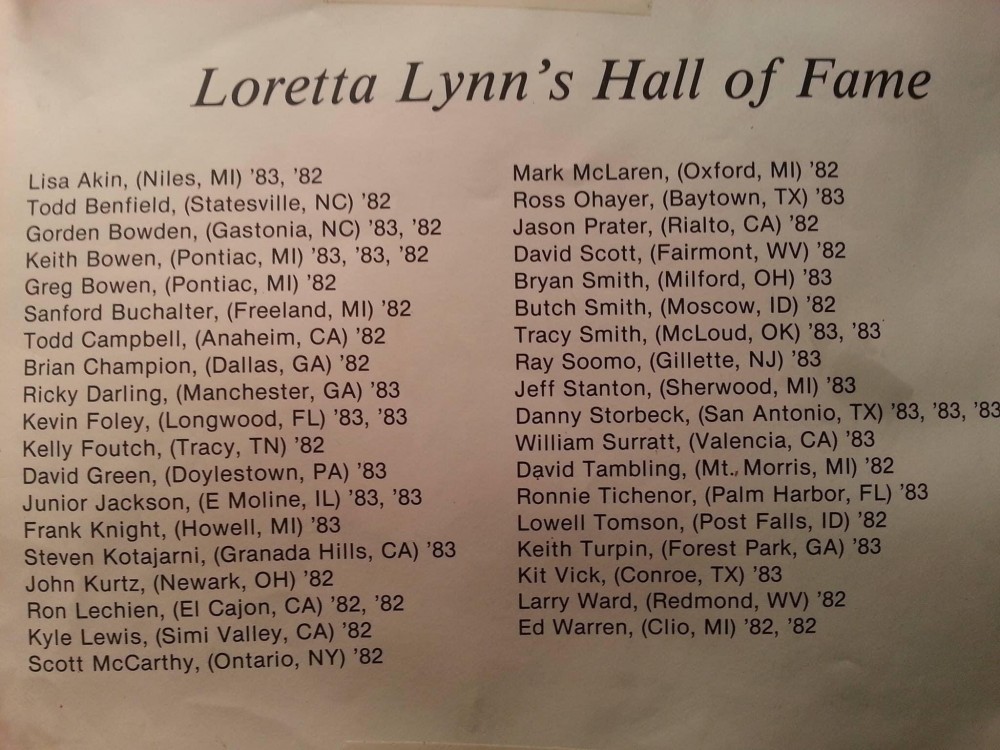 Loretta Lynn's Hall of Fame
Lisa Akin, (Niles, MI) '83, '82
Todd Benfield, (Statesville, NC) '82
Gorden Bowden, (Gastonia, NC) '83, '82
Keith Bowen, (Pontiac, MI) '83, '83, '82
Greg Bowen, (Pontiac, MI) '82
Sanford Buchalter, (Freeland, MI) '82
Todd Campbell, (Anaheim, CA) '82
Brian Champion, (Dallas, GA) '82
Ricky Darling, (Manchester, GA) '83
Kevin Foley, (Longwood, FL) '83, '83
Kelly Foutch, (Tracy, TN) '82
David Green, (Doylestown, PA) '83
Junior Jackson, (E Moline, IL) '83, '83
Frank Knight, (Howell, MI) '83
Steven Kotajarni, (Granada Hills, CA) '83
John Kurtz, (Newark, OH) '82
Ron Lechien, (El Cajon, CA) '82, '82
Kyle Lewis, (Simi Valley, CA) '82
Scott McCarthy, (Ontario, NY) '82
Mark McLaren, (Oxford, MI) '82
Ross Ohayer, (Baytown, TX) '83
Jason Prater, (Rialto, CA) '82
David Scott, (Fairmont, WV) '82
Bryan Smith, (Milford, OH) '83
Butch Smith, (Moscow, ID) '82
Tracy Smith, (McLoud, OK) '83, '83
Ray Soomo, (Gillette, NJ) '83
Jeff Stanton, (Sherwood, MI) '83
Danny Storbeck, (San Antonio, TX) '83, '83, '83
William Surratt, (Valencia, CA) '83
David Tambling, (Mt. Morris, MI) '82
Ronnie Tichenor, (Palm Harbor, FL) '83
Lowell Tomson, (Post Falls, ID) '82
Keith Turpin, (Forest Park, GA) '83
Kit Vick, (Conroe, TX) '83
Larry Ward, (Redmond, WV) '82
Ed Warren, (Clio, MI) '82, '82